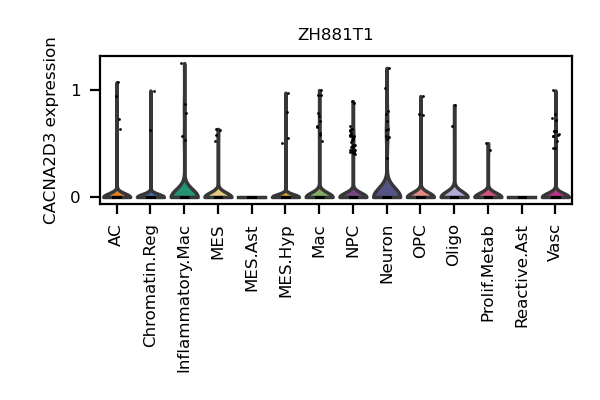 ZH881T1
CACNA2D3 expression
1
0
AC
Chromatin.Reg
Inflammatory.Mac
MES
MES.Ast
MES.Hyp
Mac
NPC
Neuron
OPC
Oligo
Prolif.Metab
Reactive.Ast
Vasc